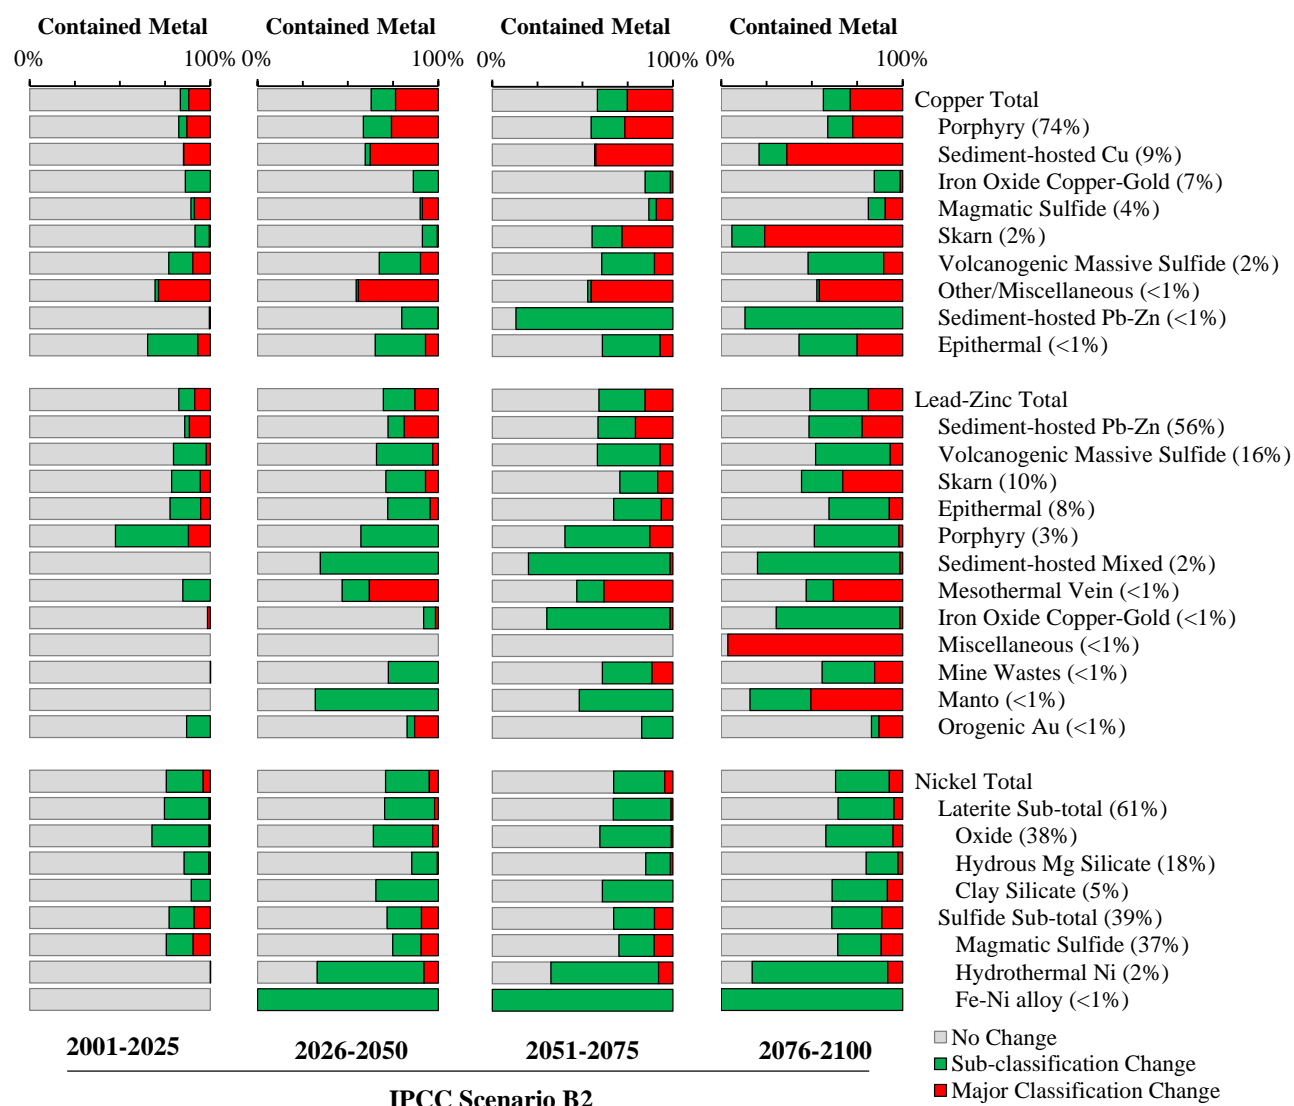 Contained Metal Contained Metal Contained Metal Contained Metal
0% 100% 0% 100% 0% 100% 0% 100%
Copper Total
Porphyry (74%)
Sediment-hosted Cu (9%)
Iron Oxide Copper-Gold (7%)
Magmatic Sulfide (4%)
Skarn (2%)
Volcanogenic Massive Sulfide (2%)
Other/Miscellaneous (<1%)
Sediment-hosted Pb-Zn (<1%)
Epithermal (<1%)
Lead-Zinc Total
Sediment-hosted Pb-Zn (56%)
Volcanogenic Massive Sulfide (16%)
Skarn (10%)
Epithermal (8%)
Porphyry (3%)
Sediment-hosted Mixed (2%)
Mesothermal Vein (<1%)
Iron Oxide Copper-Gold (<1%)
Miscellaneous (<1%)
Mine Wastes (<1%)
Manto (<1%)
Orogenic Au (<1%)
Nickel Total
Laterite Sub-total (61%)
Oxide (38%)
Hydrous Mg Silicate (18%)
Clay Silicate (5%)
Sulfide Sub-total (39%)
Magmatic Sulfide (37%)
Hydrothermal Ni (2%)
Fe-Ni alloy (<1%)
2001-2025 2026-2050 2051-2075 2076-2100
IPCC Scenario B2
No Change
Sub-classification Change
Major Classification Change